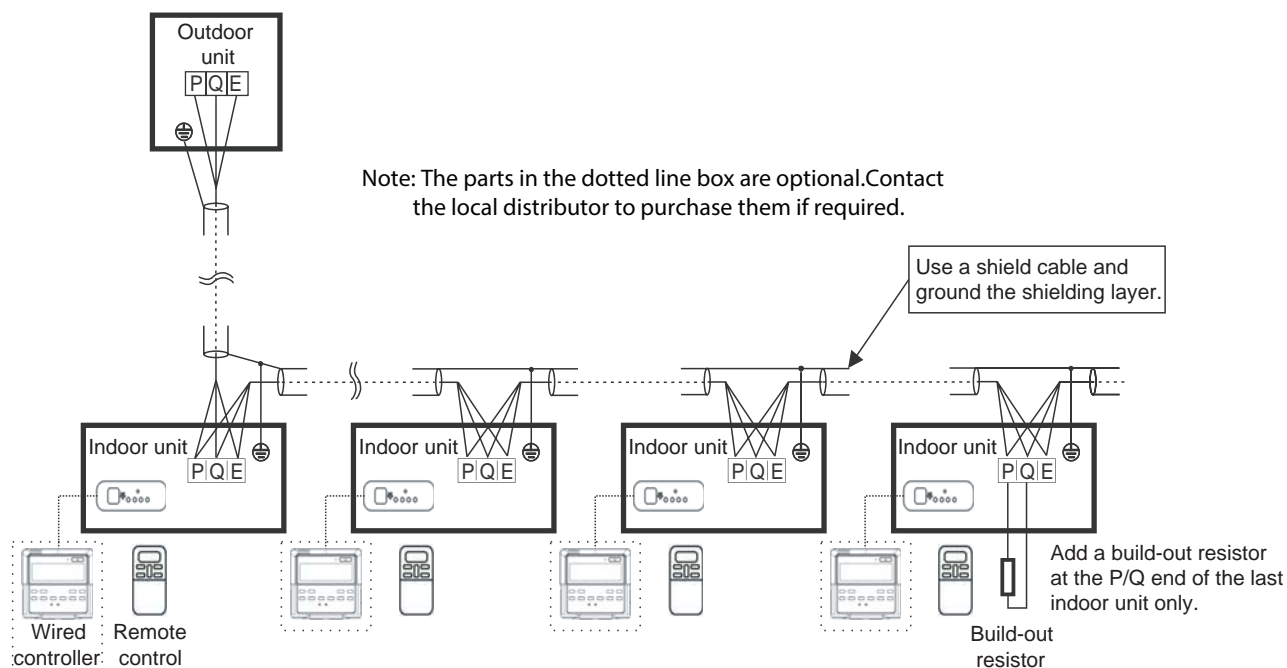 Outdoor
unit
P Q E
Note: The parts in the dotted line box are optional.Contact
the local distributor to purchase them if required.
Use a shield cable and
ground the shielding layer.
Indoor unit
P Q E
Indoor unit
P Q E
Indoor unit
P Q E
Indoor unit
P Q E
Wired
controller
Remote
control
Add a build-out resistor
at the P/Q end of the last
indoor unit only.
Build-out
resistor